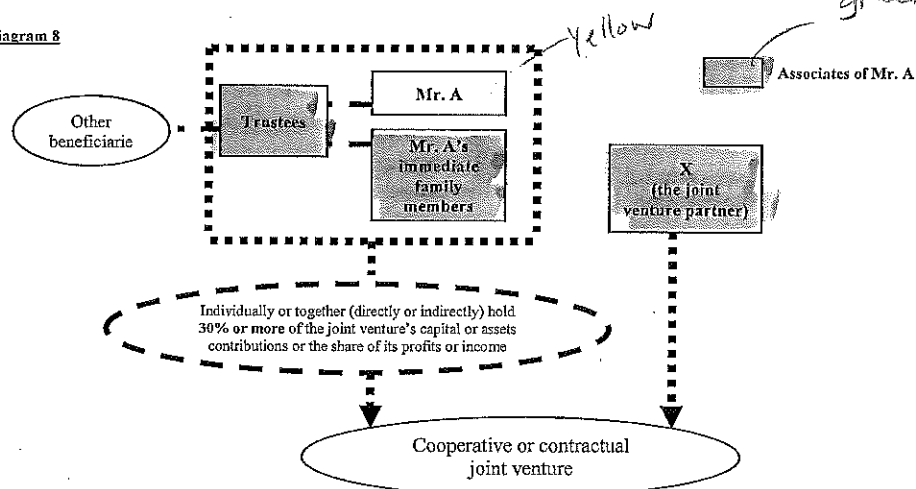 iagram 8
Yellow
Associates of Mr. A
Other
beneficiarie
Trustees
Mr. A
Mr. A's
immediate
family
members
X
(the joint
venture partner)
Individually or together (directly or indirectly) hold
30% or more of the joint venture's capital or assets
contributions or the share of its profits or income
Cooperative or contractual
joint venture